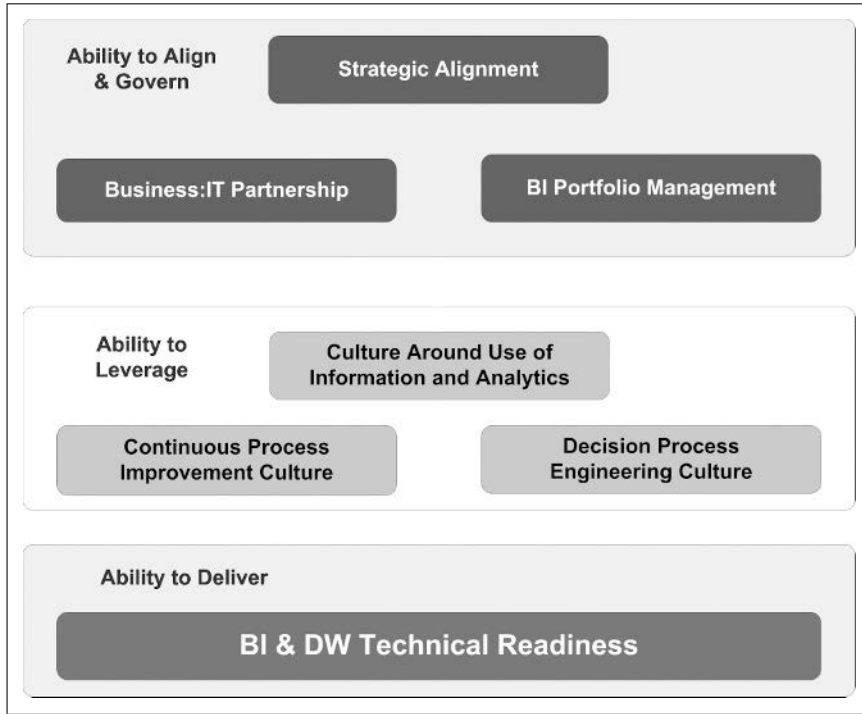 Ability to Align
& Govern
Strategic Alignment
Business:IT Partnership
BI Portfolio Management
Ability to
Leverage
Culture Around Use of
Information and Analytics
Continuous Process
Improvement Culture
Decision Process
Engineering Culture
Ability to Deliver
BI & DW Technical Readiness